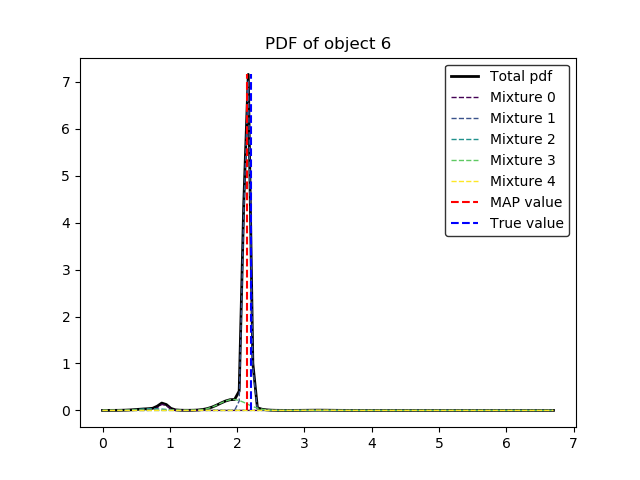 PDF of object 6
7
6
5
4
3
2
1
0
Total pdf
Mixture 0
Mixture 1
Mixture 2
Mixture 3
Mixture 4
MAP value
True value
0 1 2 3 4 5 6 7